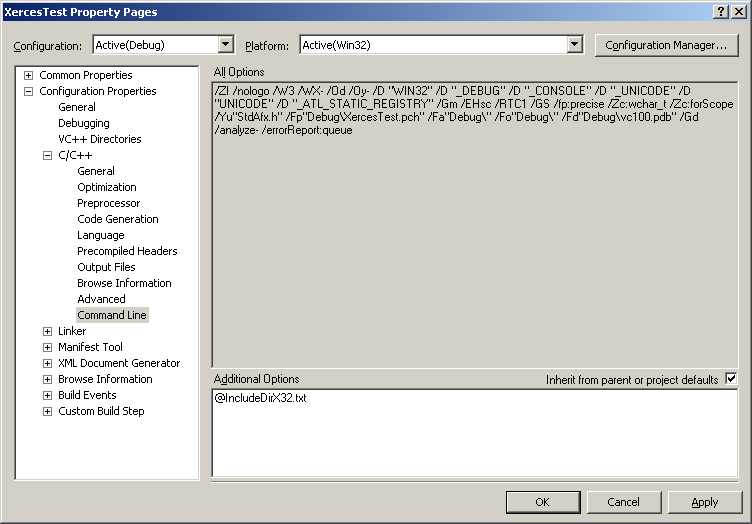 XercesTest Property Pages
Configuration: Active(Debug) Platform: Active(Win32) Configuration Manager...
Common Properties
Configuration Properties
General
Debugging
VC++ Directories
C/C++
General
Optimization
Preprocessor
Code Generation
Language
Precompiled Headers
Output Files
Browse Information
Advanced
Command Line
Linker
Manifest Tool
XML Document Generator
Browse Information
Build Events
Custom Build Step
All Options
/ZI /nologo /W3 /WX- /Od /Oy- /D "WIN32" /D "_DEBUG" /D "_CONSOLE" /D "_UNICODE" /D
"UNICODE" /D "_ATL_STATIC_REGISTRY" /Gm /EHsc /RTC1 /GS /fp:precise /Zc:wchar_t /Zc:forScope
/Yu"StdAfx.h" /Fp"Debug\XercesTest.pch" /Fa"Debug\" /Fo"Debug\" /Fd"Debug\vc100.pdb" /Gd
/analyze- /errorReport:queue
Additional Options Inherit from parent or project defaults
@IncludeDirX32.txt
OK Cancel Apply